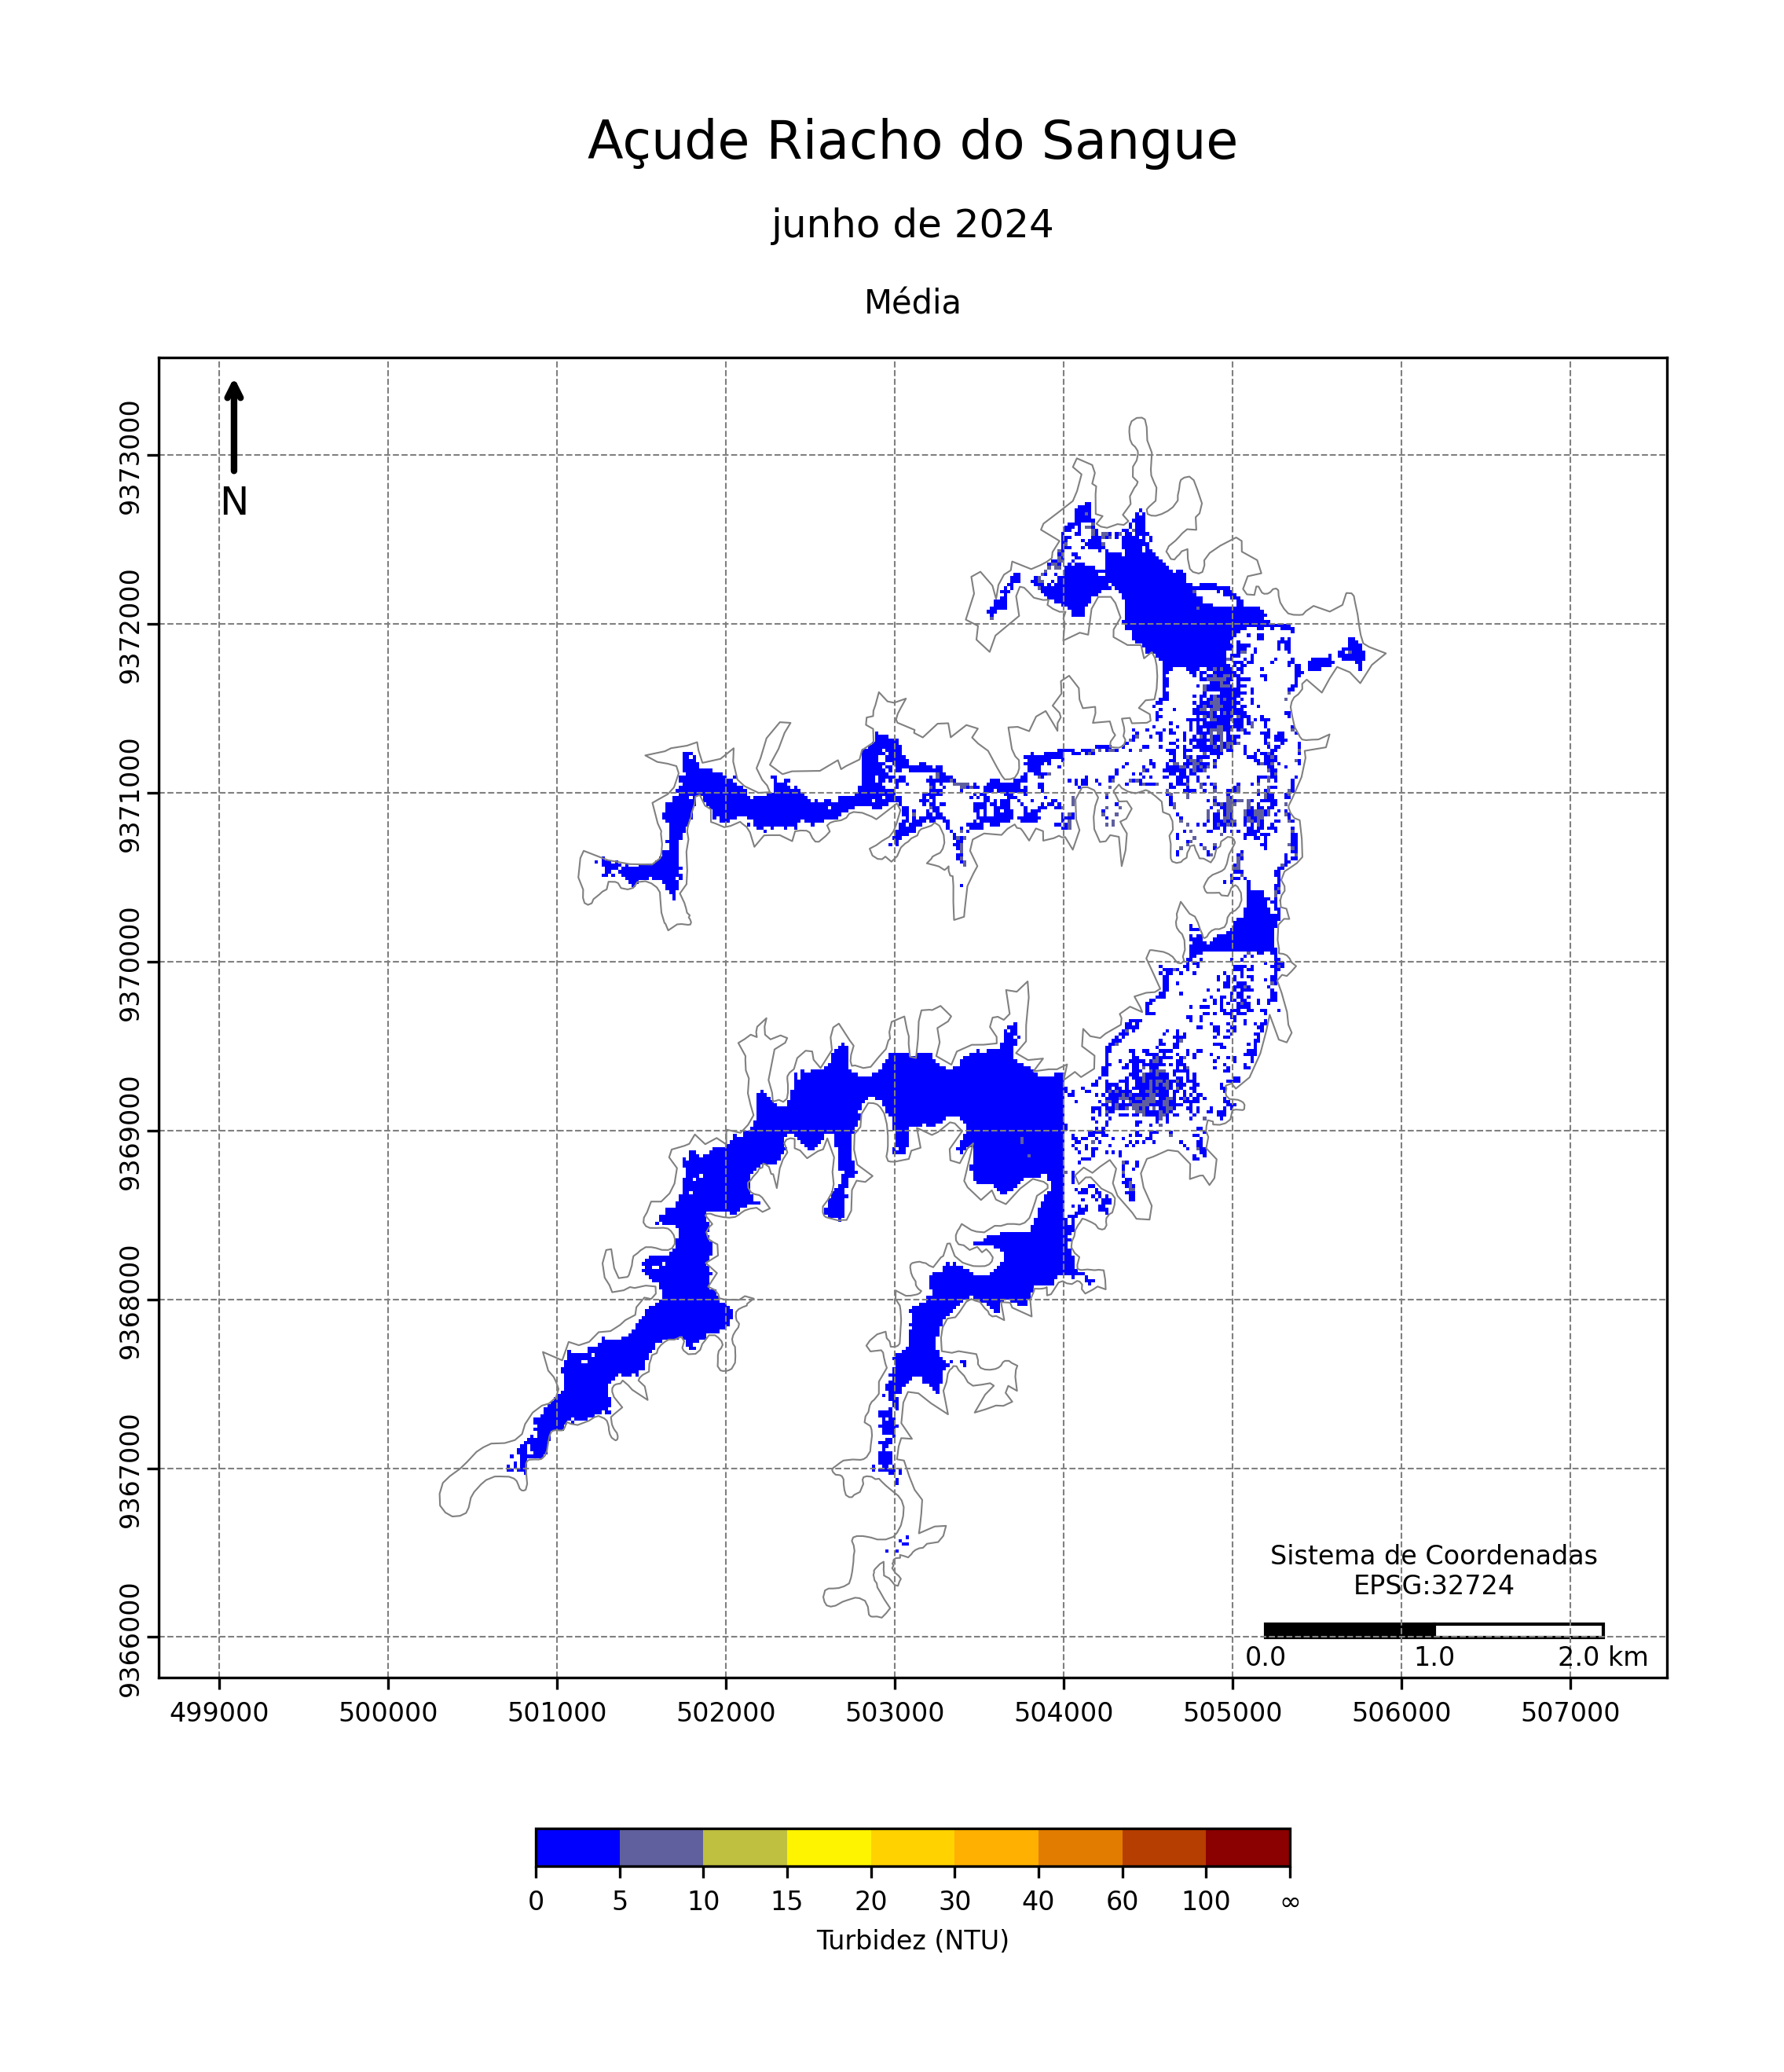 Açude Riacho do Sangue
junho de 2024
Média
N
9373000
9372000
9371000
9370000
9369000
9368000
9367000
9366000
Sistema de Coordenadas
EPSG:32724
0.0 1.0 2.0 km
499000 500000 501000 502000 503000 504000 505000 506000 507000
0 5 10 15 20 30 40 60 100 ∞
Turbidez (NTU)